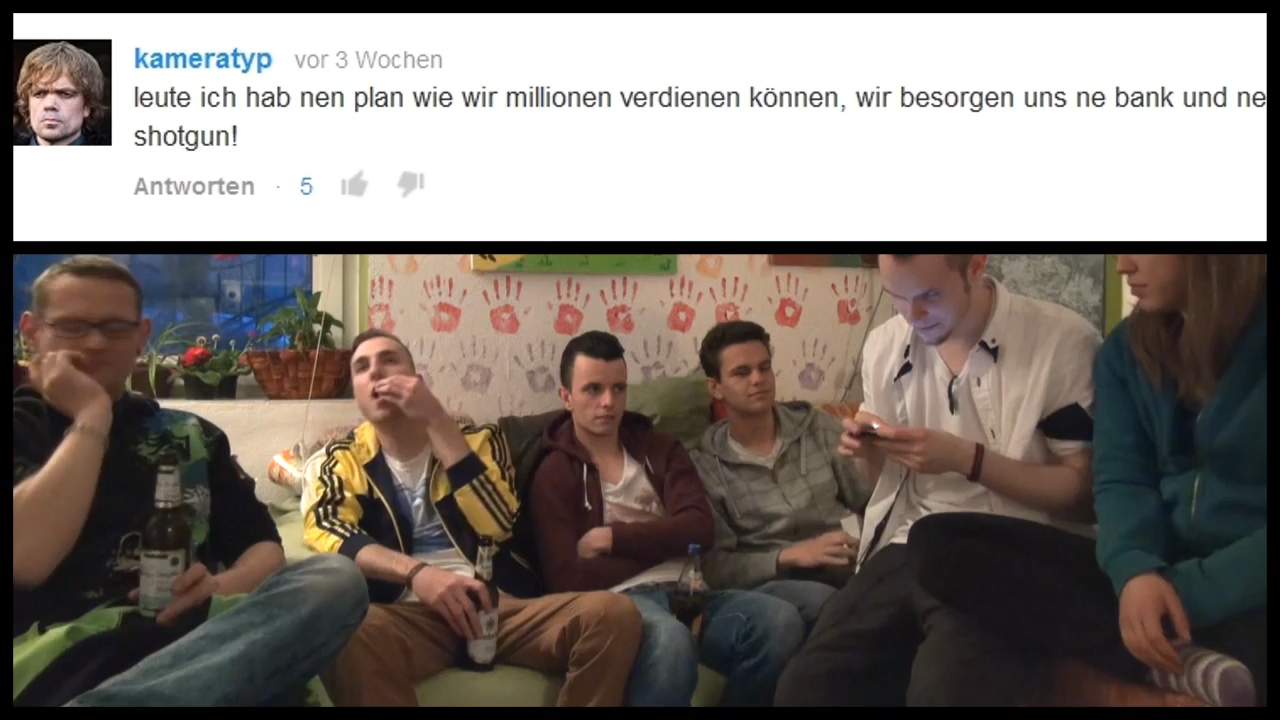 kameratyp vor 3 Wochen
leute ich hab nen plan wie wir millionen verdienen können, wir besorgen uns ne bank und ne
shotgun!
Antworten · 5